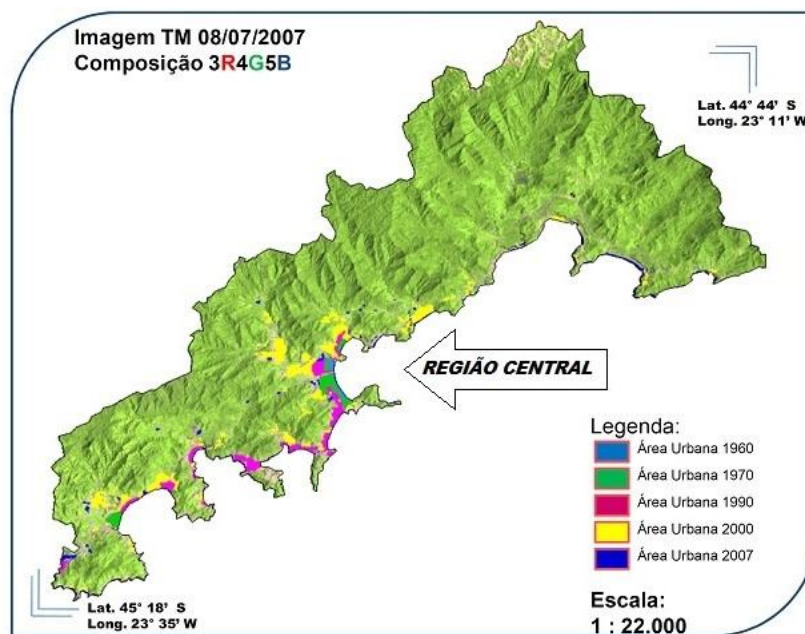 Imagem TM 08/07/2007
Composição 3R4G5B
Lat. 44° 44' S
Long. 23° 11' W
REGIÃO CENTRAL
Legenda:
Área Urbana 1960
Área Urbana 1970
Área Urbana 1990
Área Urbana 2000
Área Urbana 2007
Lat. 45° 18' S
Long. 23° 35' W
Escala:
1 : 22.000